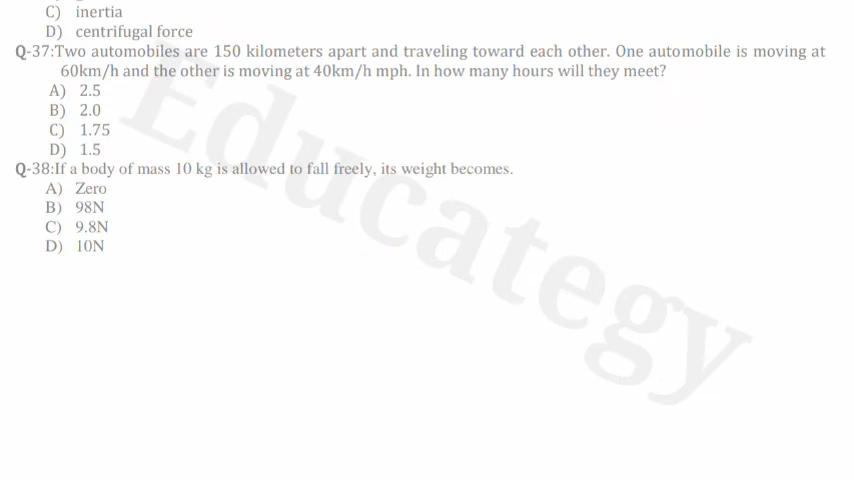 C) inertia
D) centrifugal force
Q-37:Two automobiles are 150 kilometers apart and traveling toward each other. One automobile is moving at
60km/h and the other is moving at 40km/h mph. In how many hours will they meet?
A) 2.5
B) 2.0
C) 1.75
D) 1.5
Q-38:If a body of mass 10 kg is allowed to fall freely, its weight becomes.
A) Zero
B) 98N
C) 9.8N
D) 10N
Educategy